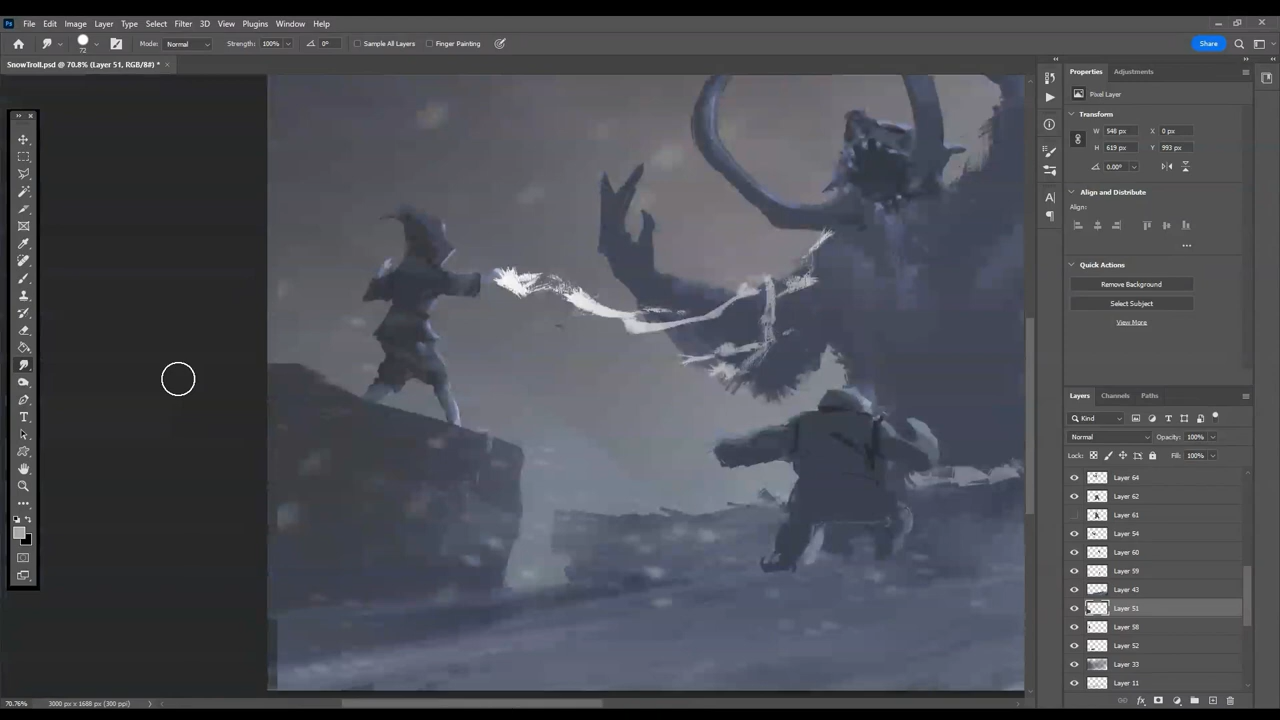 Ps File Edit Image Layer Type Select Filter 3D View Plugins Window Help
72 Mode: Normal Strength: 100% 0° Sample All Layers Finger Painting Share
SnowTroll.psd @ 70.8% (Layer 51, RGB/8#) * ×
Properties Adjustments
Pixel Layer
Transform
W 548 px X 0 px
H 619 px Y 993 px
0.00°
Align and Distribute
Align:
Quick Actions
Remove Background
Select Subject
View More
Layers Channels Paths
Kind
Normal Opacity: 100%
Lock: Fill: 100%
Layer 64
Layer 62
Layer 61
Layer 54
Layer 60
Layer 59
Layer 43
Layer 51
Layer 58
Layer 52
Layer 33
Layer 11
70.76% 3000 px x 1688 px (300 ppi)